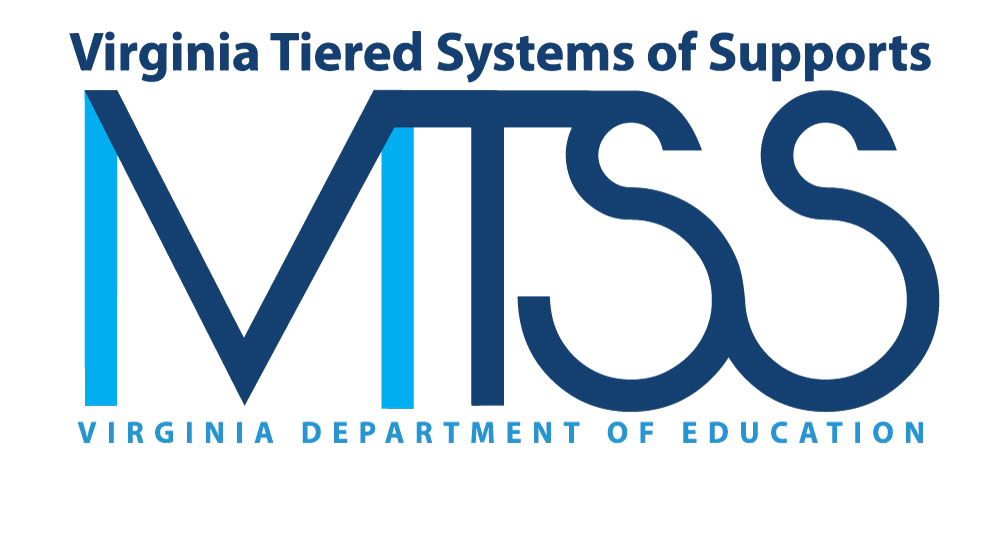 Virginia Tiered Systems of Supports
MTSS
VIRGINIA DEPARTMENT OF EDUCATION